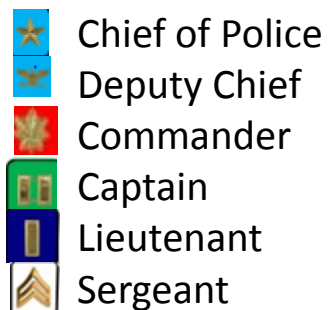 Chief of Police
Deputy Chief
Commander
Captain
Lieutenant
Sergeant